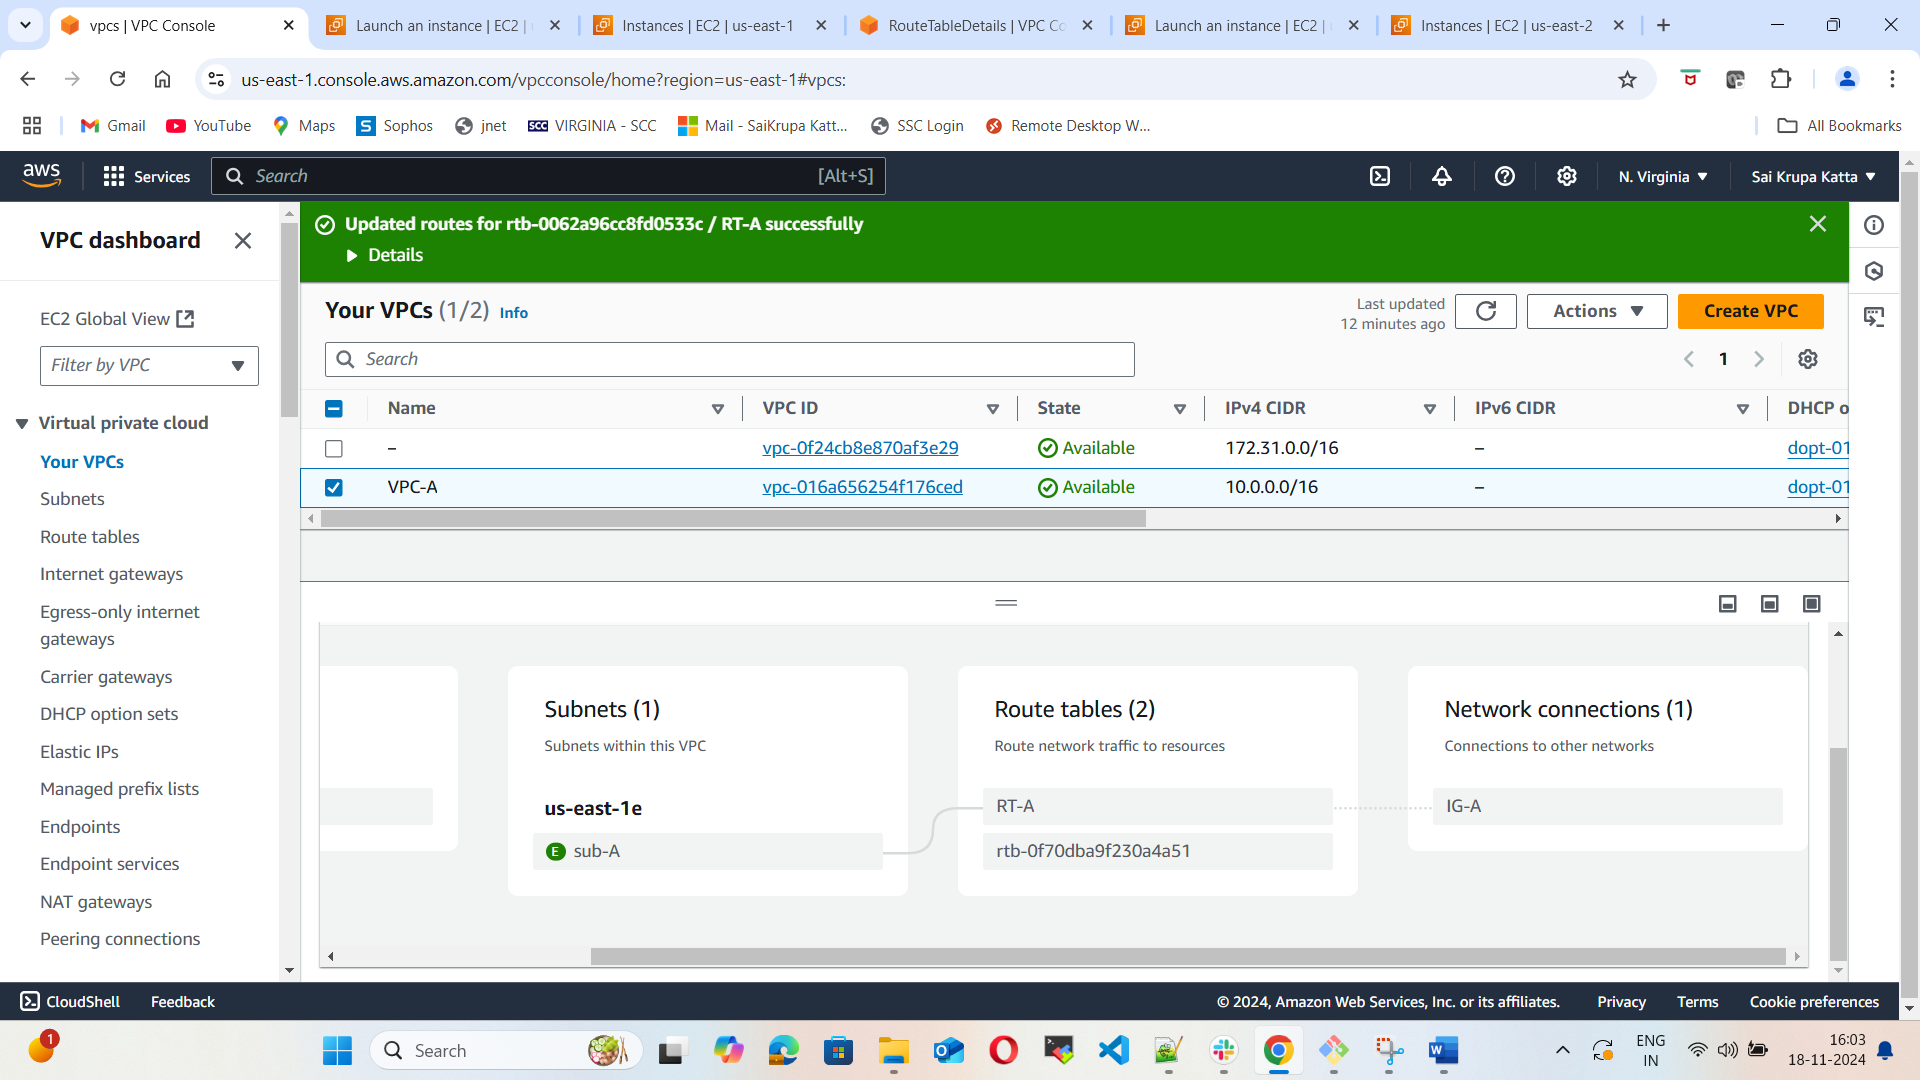 vpcs | VPC Console
Launch an instance | EC2 |
Instances | EC2 | us-east-1
RouteTableDetails | VPC Co
Launch an instance | EC2 |
Instances | EC2 | us-east-2
us-east-1.console.aws.amazon.com/vpcconsole/home?region=us-east-1#vpcs:
Gmail
YouTube
Maps
S
Sophos
jnet
SCC
VIRGINIA - SCC
Mail - SaiKrupa Katt...
SSC Login
Remote Desktop W...
All Bookmarks
aws
Services
Search
[Alt+S]
N. Virginia
Sai Krupa Katta
VPC dashboard
EC2 Global View
Filter by VPC
Virtual private cloud
Your VPCs
Subnets
Route tables
Internet gateways
Egress-only internet
gateways
Carrier gateways
DHCP option sets
Elastic IPs
Managed prefix lists
Endpoints
Endpoint services
NAT gateways
Peering connections
Updated routes for rtb-0062a96cc8fd0533c / RT-A successfully
Details
Your VPCs (1/2) Info
Last updated
12 minutes ago
Actions
Create VPC
Search
1
Name
VPC ID
State
IPv4 CIDR
IPv6 CIDR
DHCP o
– vpc-0f24cb8e870af3e29 Available 172.31.0.0/16 – dopt-01
VPC-A vpc-016a656254f176ced Available 10.0.0.0/16 – dopt-01
Subnets (1)
Subnets within this VPC
us-east-1e
E
sub-A
Route tables (2)
Route network traffic to resources
RT-A
rtb-0f70dba9f230a4a51
Network connections (1)
Connections to other networks
IG-A
CloudShell
Feedback
© 2024, Amazon Web Services, Inc. or its affiliates.
Privacy
Terms
Cookie preferences
1
Search
W
ENG
IN
16:03
18-11-2024